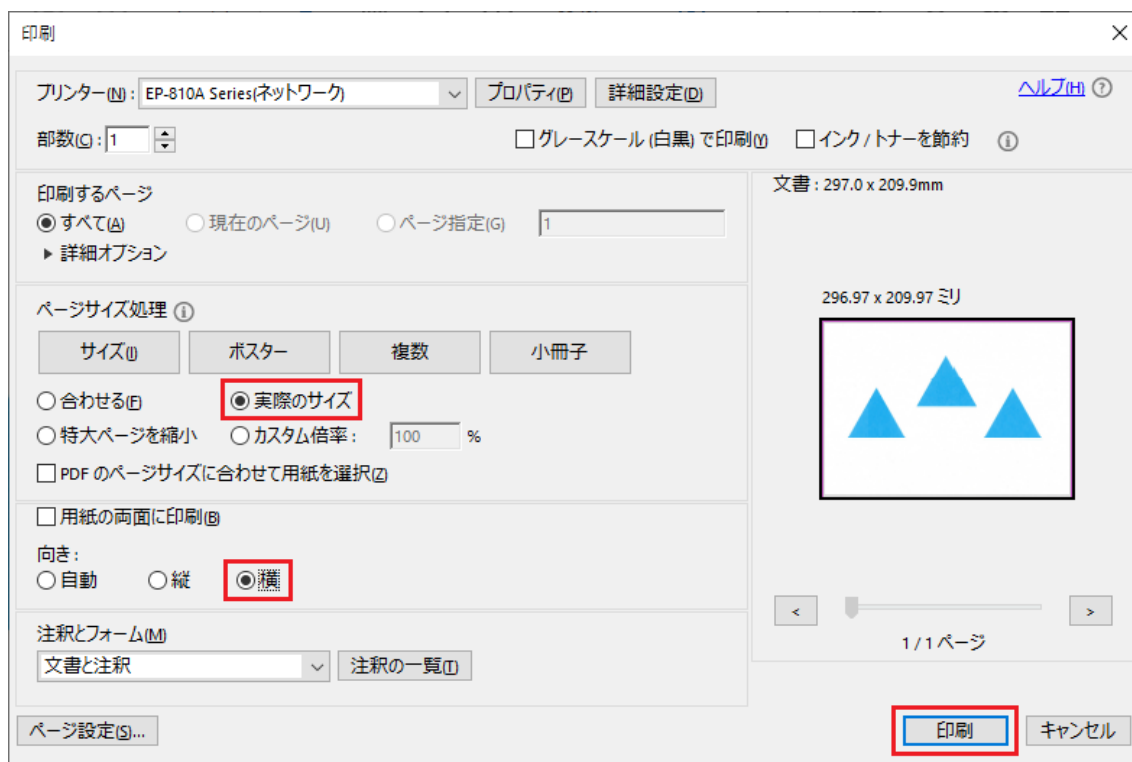 印刷
プリンター(N): EP-810A Series(ネットワーク) プロパティ(P) 詳細設定(D) ヘルプ(H)
部数(C): 1 グレースケール (白黒) で印刷(Y) インク / トナーを節約
印刷するページ
すべて(A) 現在のページ(U) ページ指定(G) 1
詳細オプション
ページサイズ処理
サイズ(I) ポスター 複数 小冊子
合わせる(F) 実際のサイズ
特大ページを縮小 カスタム倍率: 100 %
PDF のページサイズに合わせて用紙を選択(Z)
用紙の両面に印刷(B)
向き:
自動 縦 横
注釈とフォーム(M)
文書と注釈 注釈の一覧(T)
文書: 297.0 x 209.9mm
296.97 x 209.97 ミリ
< >
1 / 1 ページ
ページ設定(S)... 印刷 キャンセル